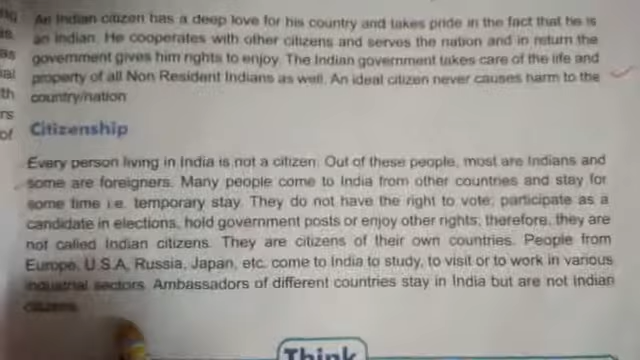 ng
as
nal
th
rs
of
An Indian citizen has a deep love for his country and takes pride in the fact that he is
an Indian. He cooperates with other citizens and serves the nation and in return the
government gives him rights to enjoy. The Indian government takes care of the life and
property of all Non Resident Indians as well. An ideal citizen never causes harm to the
country/nation.
Citizenship
Every person living in India is not a citizen. Out of these people, most are Indians and
some are foreigners. Many people come to India from other countries and stay for
some time i.e. temporary stay. They do not have the right to vote, participate as a
candidate in elections, hold government posts or enjoy other rights; therefore, they are
not called Indian citizens. They are citizens of their own countries. People from
Europe, U.S.A, Russia, Japan, etc. come to India to study, to visit or to work in various
industrial sectors. Ambassadors of different countries stay in India but are not Indian
citizens.
Think